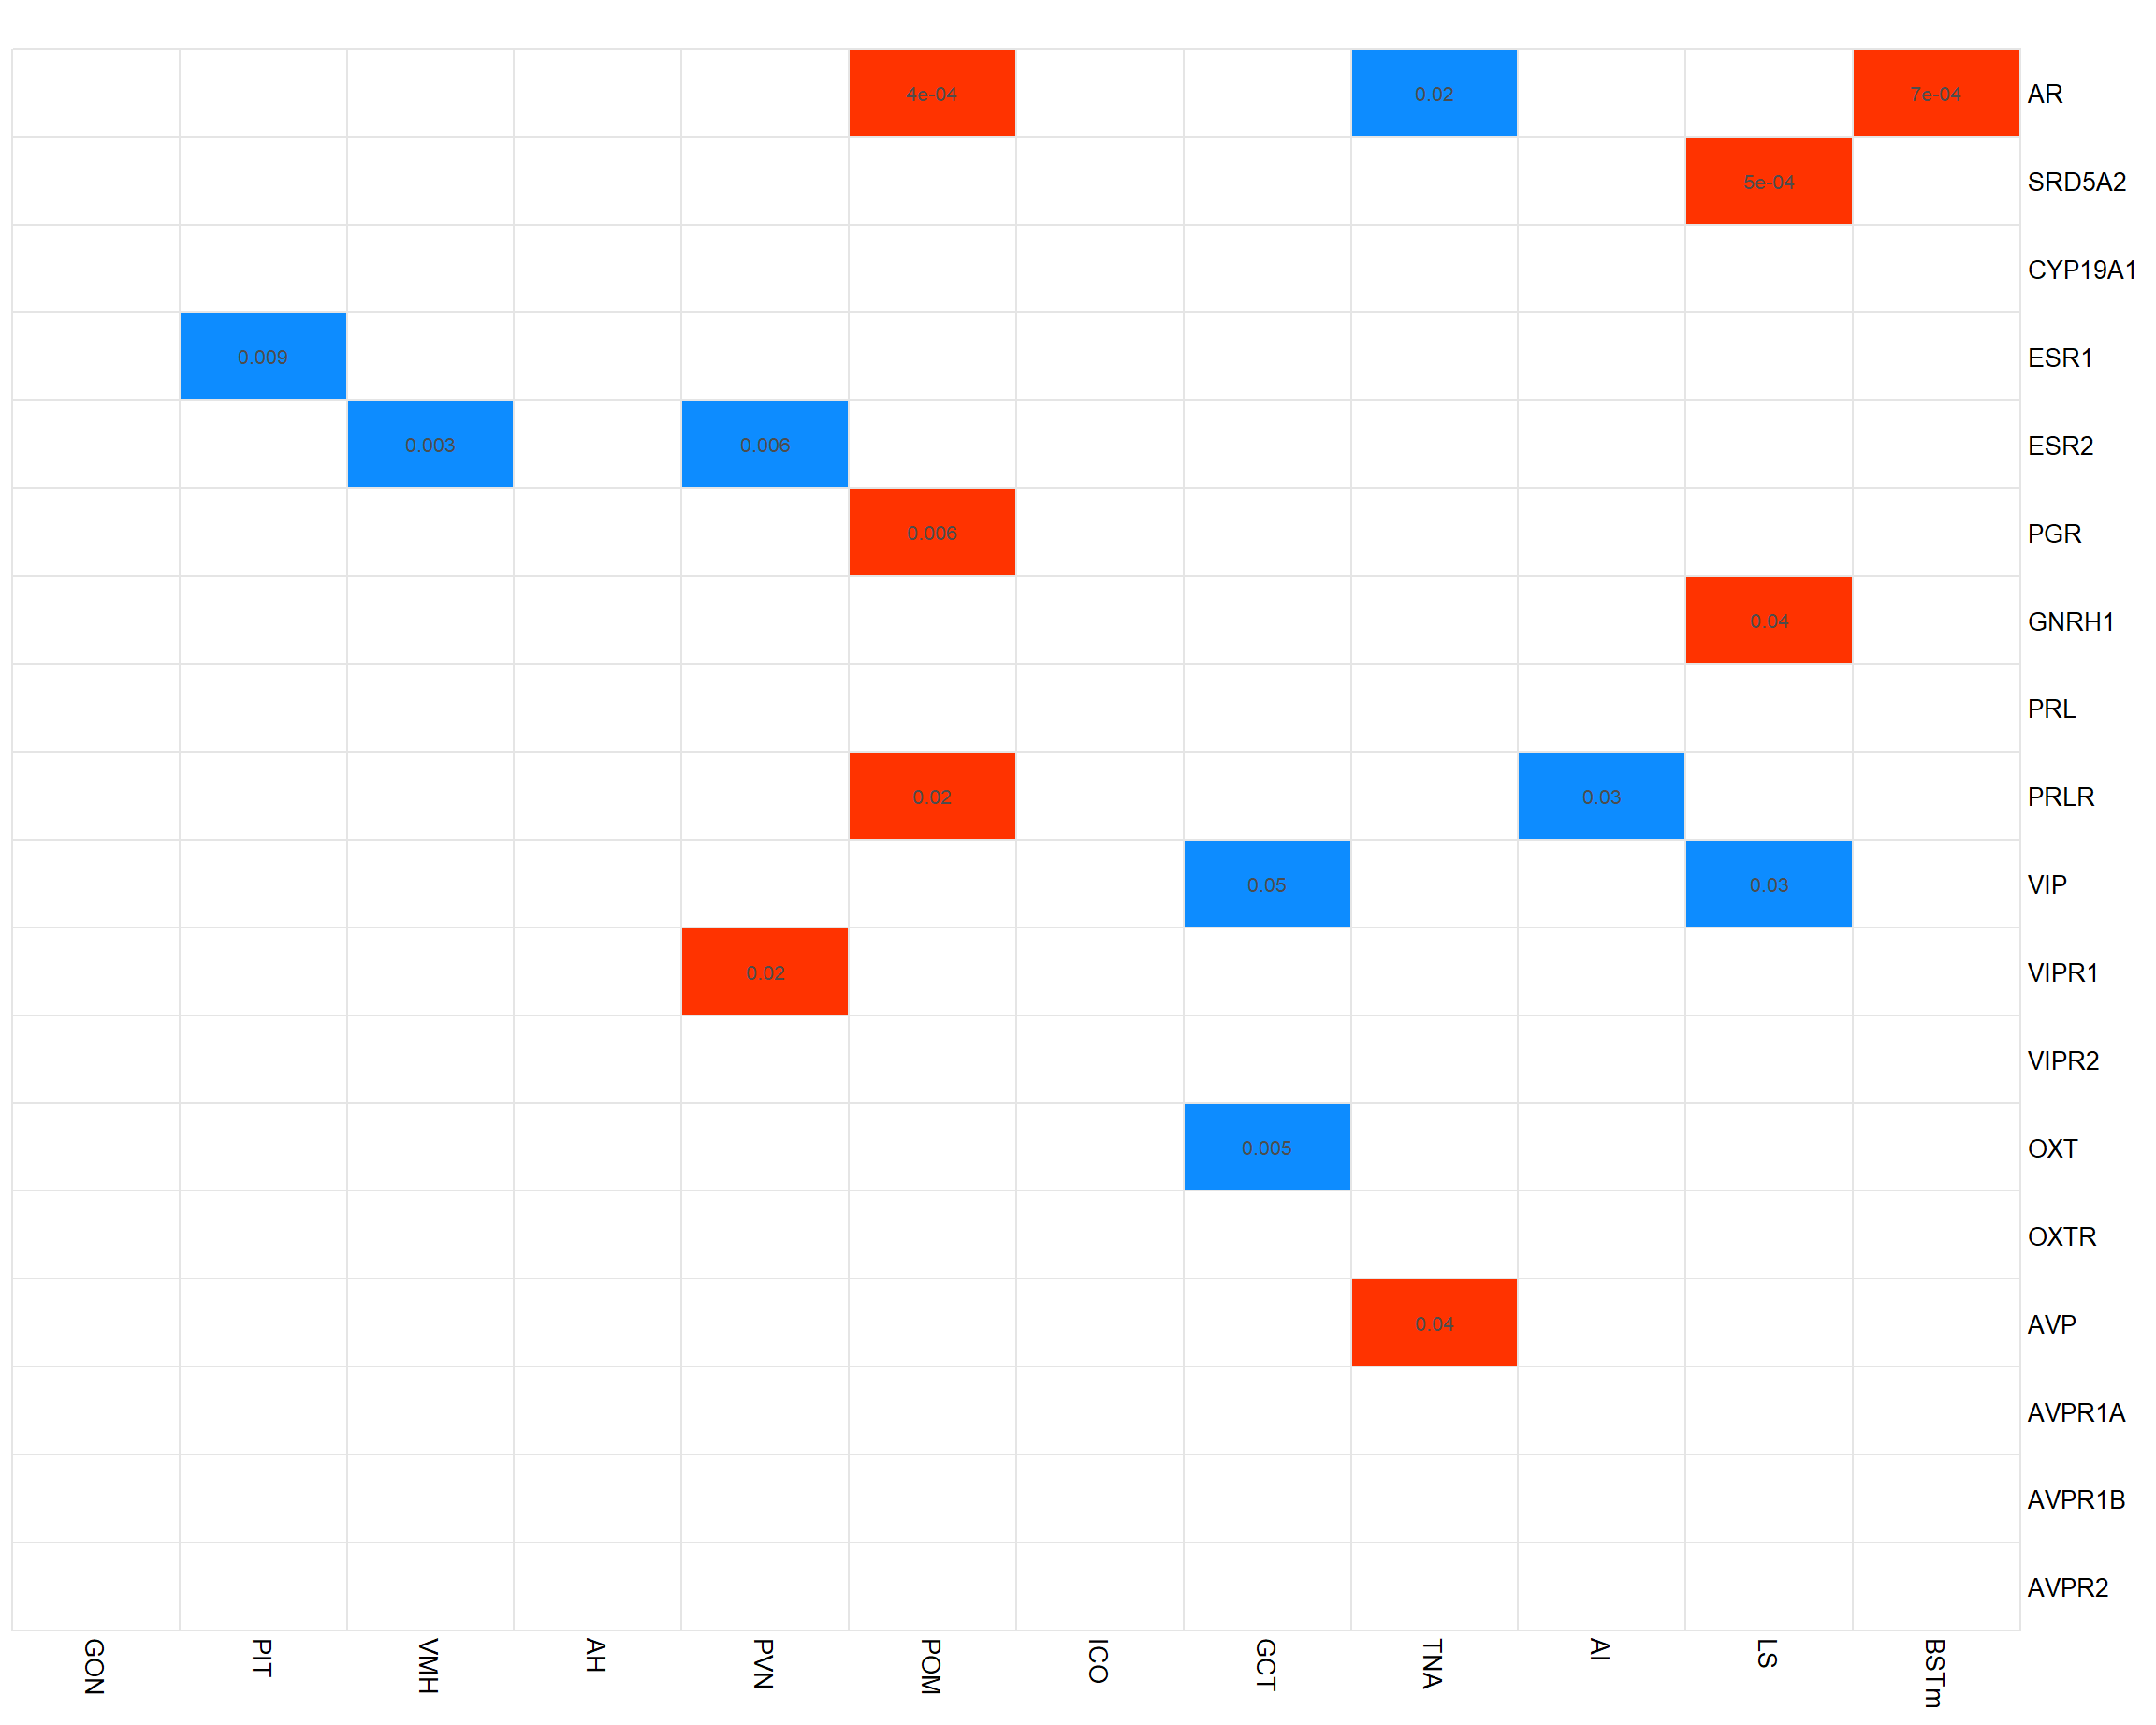 4e-04 0.02 7e-04 AR
5e-04 SRD5A2
CYP19A1
0.009 ESR1
0.003 0.006 ESR2
0.006 PGR
0.04 GNRH1
PRL
0.02 0.03 PRLR
0.05 0.03 VIP
0.02 VIPR1
VIPR2
0.005 OXT
OXTR
0.04 AVP
AVPR1A
AVPR1B
AVPR2
GON PIT VMH AH PVN POM ICO GCT TNA AI LS BSTm